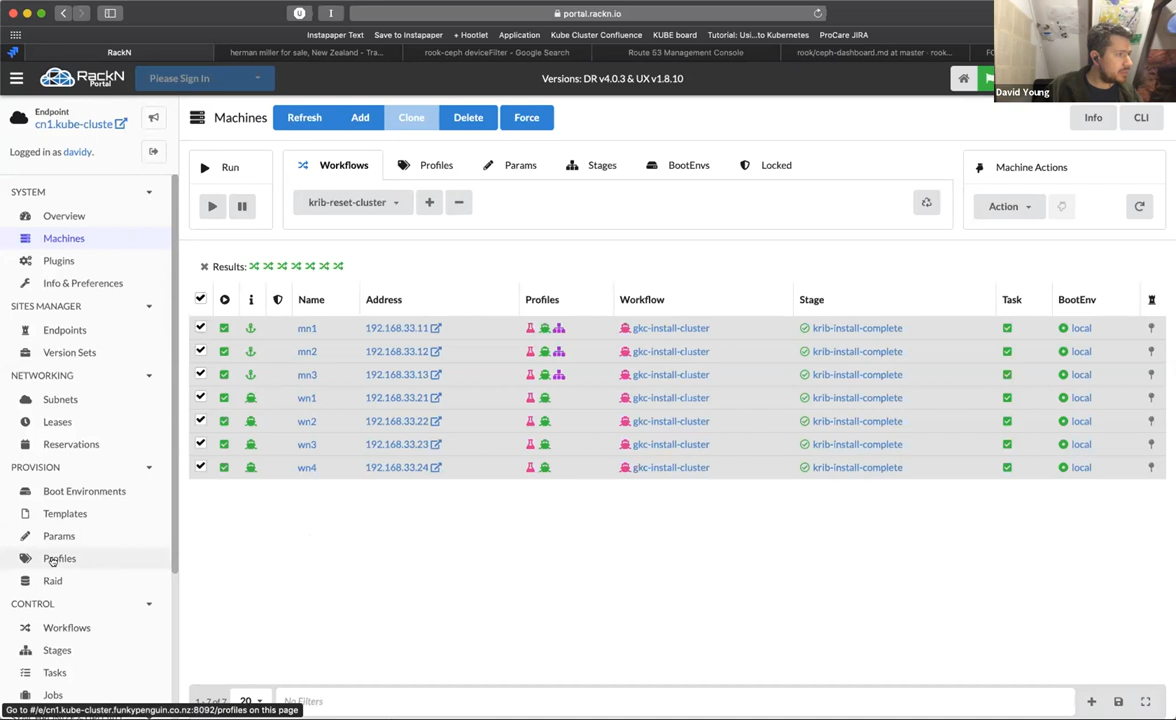 portal.rackn.io
Instapaper Text
Save to Instapaper
+ Hootlet
Application
Kube Cluster Confluence
KUBE board
Tutorial: Usi...to Kubernetes
ProCare JIRA
RackN
herman miller for sale, New Zealand - Tra...
rook-ceph deviceFilter - Google Search
Route 53 Management Console
rook/ceph-dashboard.md at master · rook...
David Young
RackN
Portal
Please Sign In
Versions: DR v4.0.3 & UX v1.8.10
Endpoint
cn1.kube-cluste
Logged in as davidy.
Machines
Refresh
Add
Clone
Delete
Force
Info
CLI
Run
Workflows
Profiles
Params
Stages
BootEnvs
Locked
Machine Actions
krib-reset-cluster
Action
SYSTEM
Overview
Machines
Plugins
Info & Preferences
SITES MANAGER
Endpoints
Version Sets
NETWORKING
Subnets
Leases
Reservations
PROVISION
Boot Environments
Templates
Params
Profiles
Raid
CONTROL
Workflows
Stages
Tasks
Jobs
Results:
Name Address Profiles Workflow Stage Task BootEnv
mn1 192.168.33.11 gkc-install-cluster krib-install-complete local
mn2 192.168.33.12 gkc-install-cluster krib-install-complete local
mn3 192.168.33.13 gkc-install-cluster krib-install-complete local
wn1 192.168.33.21 gkc-install-cluster krib-install-complete local
wn2 192.168.33.22 gkc-install-cluster krib-install-complete local
wn3 192.168.33.23 gkc-install-cluster krib-install-complete local
wn4 192.168.33.24 gkc-install-cluster krib-install-complete local
1 - 7 of 7
20
No Filters
Go to #/e/cn1.kube-cluster.funkypenguin.co.nz:8092/profiles on this page